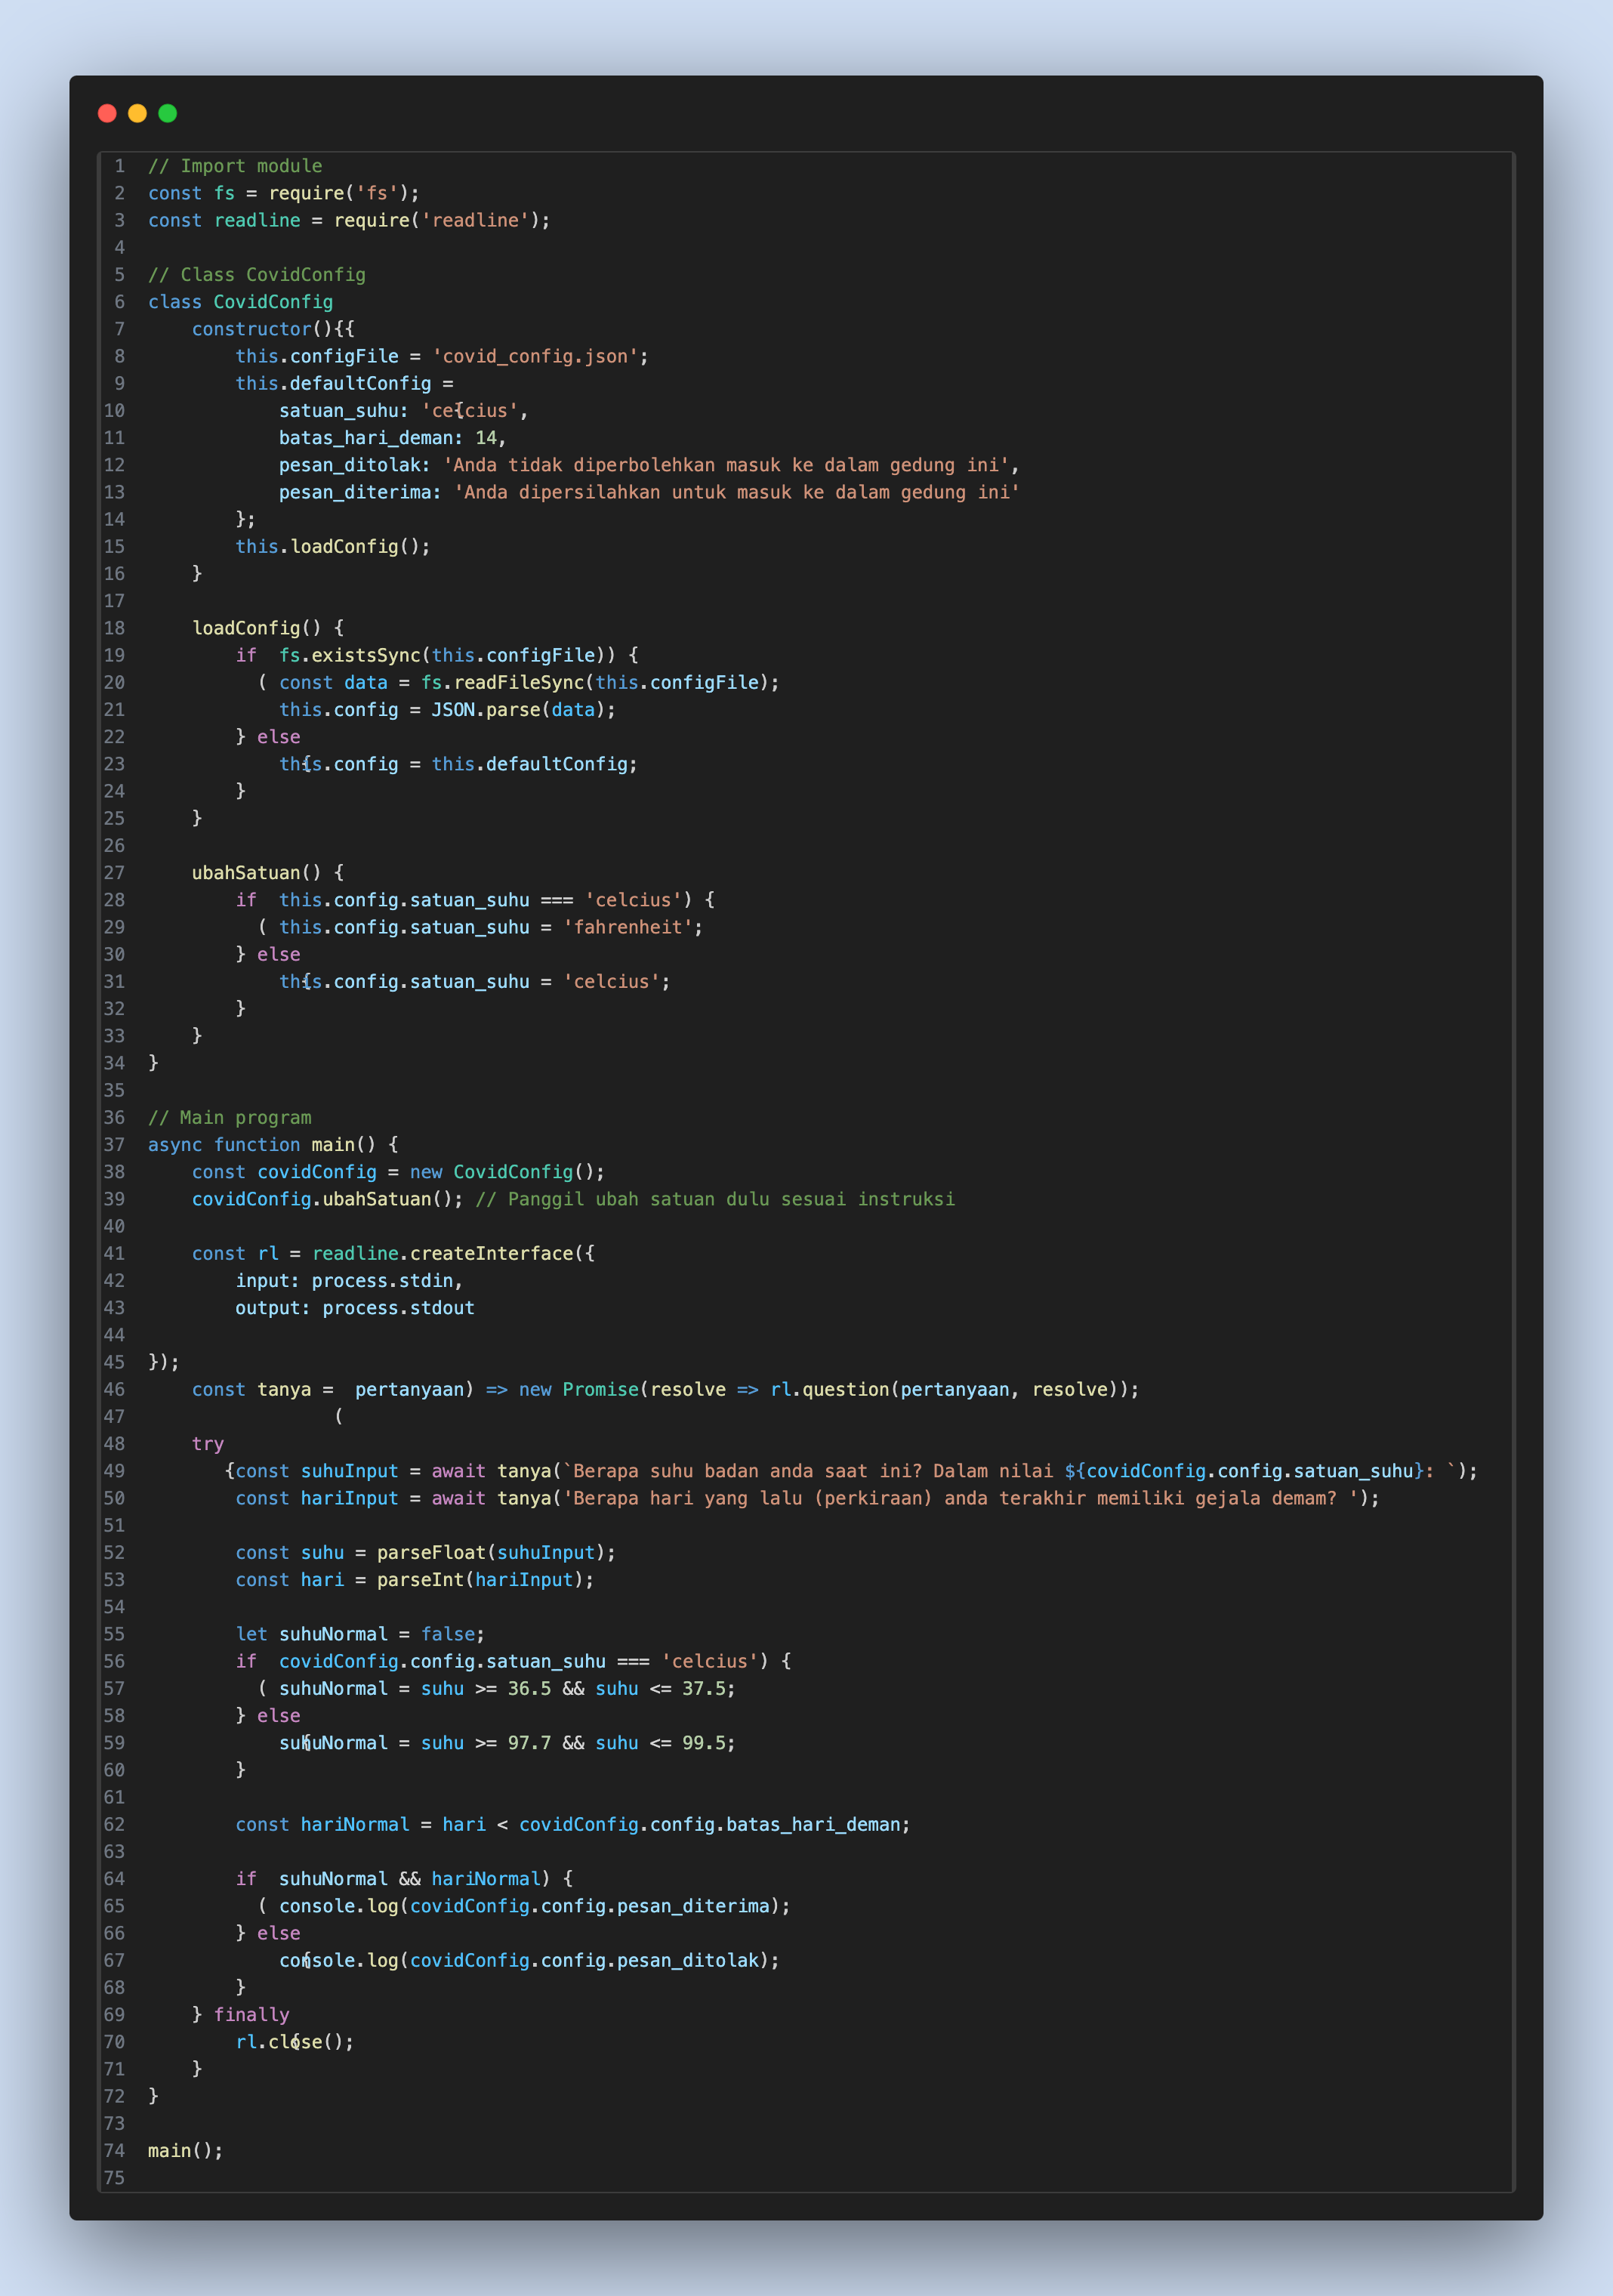 1 // Import module
2 const fs = require('fs');
3 const readline = require('readline');
4
5 // Class CovidConfig
6 class CovidConfig
7     constructor(){{
8         this.configFile = 'covid_config.json';
9         this.defaultConfig =
10             satuan_suhu: 'celcius', {
11             batas_hari_deman: 14,
12             pesan_ditolak: 'Anda tidak diperbolehkan masuk ke dalam gedung ini',
13             pesan_diterima: 'Anda dipersilahkan untuk masuk ke dalam gedung ini'
14         };
15         this.loadConfig();
16     }
17
18     loadConfig() {
19         if  fs.existsSync(this.configFile)) {
20           ( const data = fs.readFileSync(this.configFile);
21             this.config = JSON.parse(data);
22         } else
23             this.config = this.defaultConfig; {
24         }
25     }
26
27     ubahSatuan() {
28         if  this.config.satuan_suhu === 'celcius') {
29           ( this.config.satuan_suhu = 'fahrenheit';
30         } else
31             this.config.satuan_suhu = 'celcius'; {
32         }
33     }
34 }
35
36 // Main program
37 async function main() {
38     const covidConfig = new CovidConfig();
39     covidConfig.ubahSatuan(); // Panggil ubah satuan dulu sesuai instruksi
40
41     const rl = readline.createInterface({
42         input: process.stdin,
43         output: process.stdout
44
45 });
46     const tanya =  pertanyaan) => new Promise(resolve => rl.question(pertanyaan, resolve));
47                  (
48     try
49        {const suhuInput = await tanya(`Berapa suhu badan anda saat ini? Dalam nilai ${covidConfig.config.satuan_suhu}: `);
50         const hariInput = await tanya('Berapa hari yang lalu (perkiraan) anda terakhir memiliki gejala demam? ');
51
52         const suhu = parseFloat(suhuInput);
53         const hari = parseInt(hariInput);
54
55         let suhuNormal = false;
56         if  covidConfig.config.satuan_suhu === 'celcius') {
57           ( suhuNormal = suhu >= 36.5 && suhu <= 37.5;
58         } else
59             suhuNormal = suhu >= 97.7 && suhu <= 99.5; {
60         }
61
62         const hariNormal = hari < covidConfig.config.batas_hari_deman;
63
64         if  suhuNormal && hariNormal) {
65           ( console.log(covidConfig.config.pesan_diterima);
66         } else
67             console.log(covidConfig.config.pesan_ditolak); {
68         }
69     } finally
70         rl.close(); {
71     }
72 }
73
74 main();
75